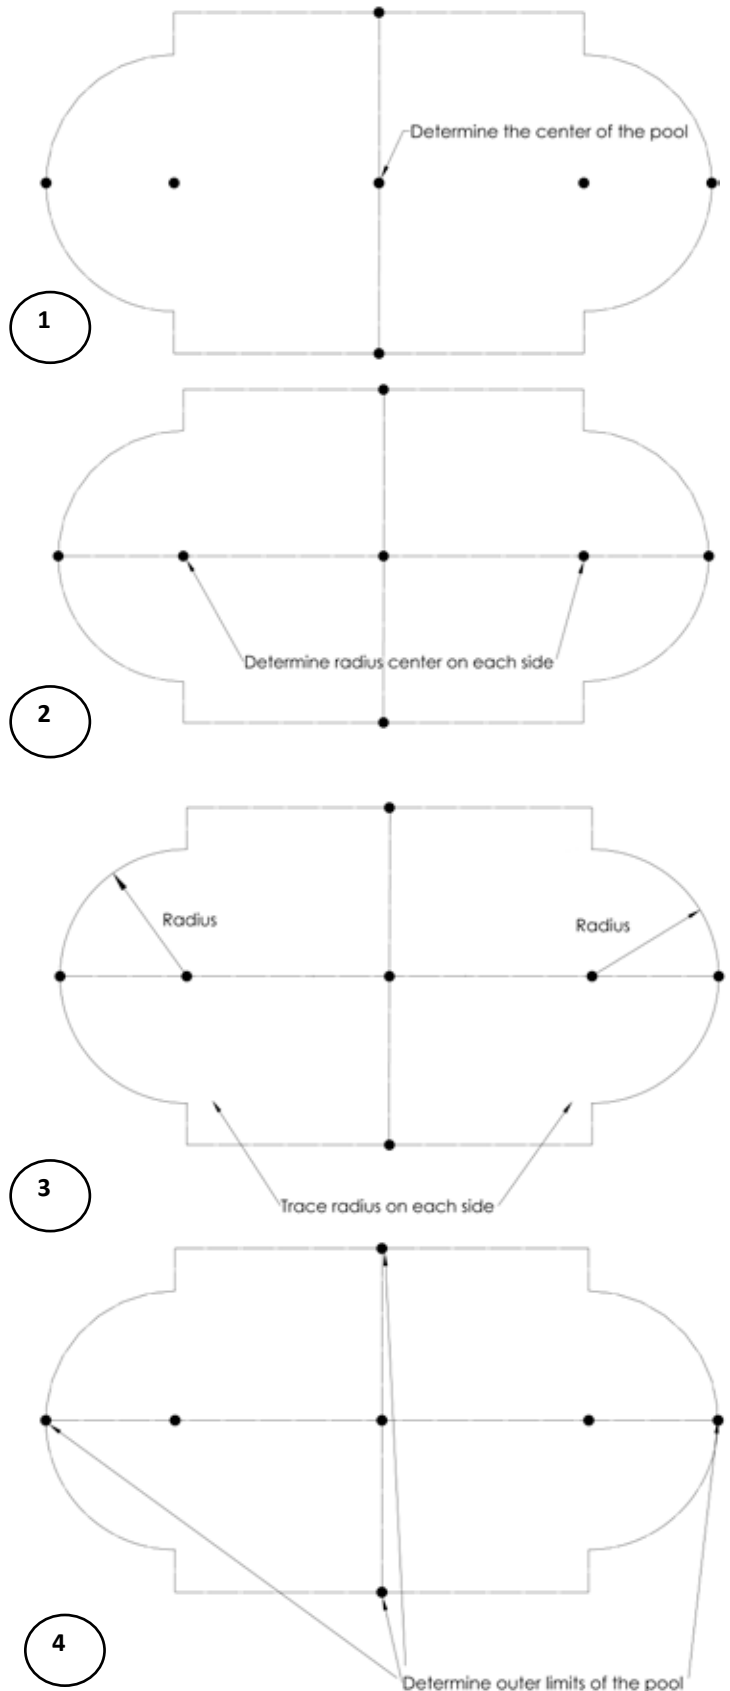 Determine the center of the pool
1
Determine radius center on each side
2
Radius
Radius
3
Trace radius on each side
4
Determine outer limits of the pool